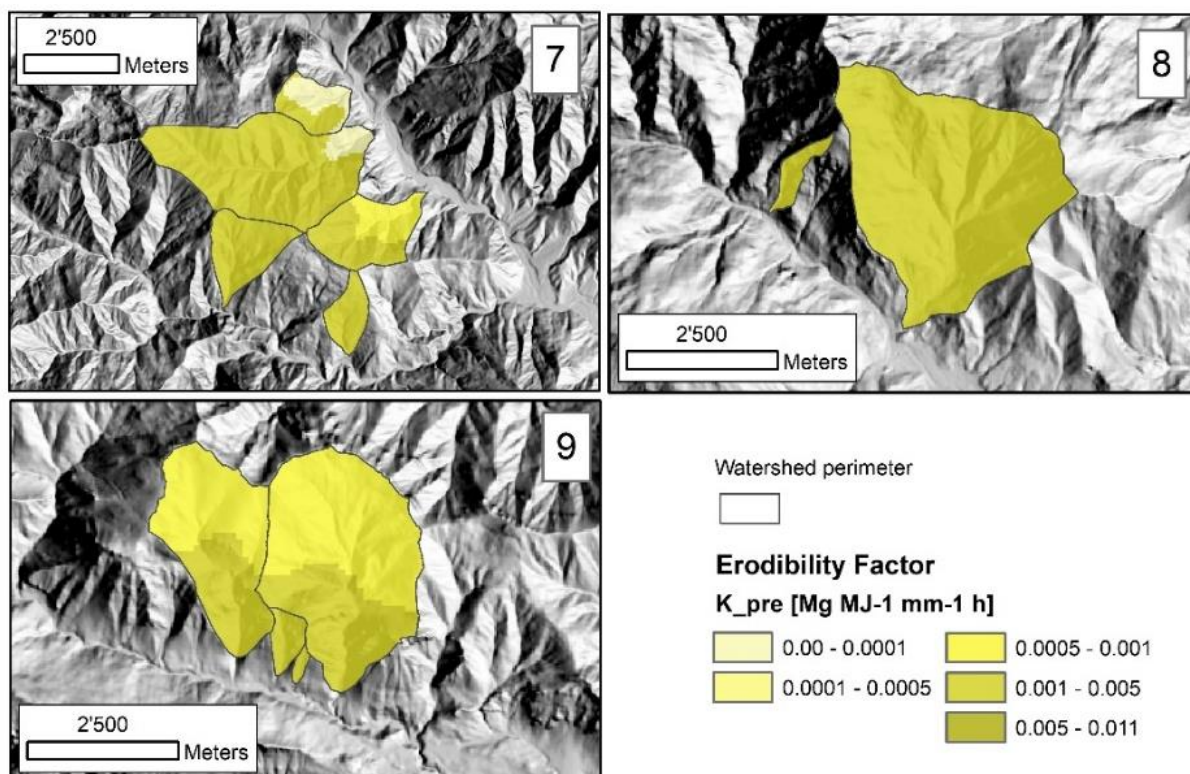 2'500
Meters
7
2'500
Meters
8
2'500
Meters
9
Watershed perimeter
Erodibility Factor
K_pre [Mg MJ-1 mm-1 h]
0.00 - 0.0001
0.0001 - 0.0005
0.0005 - 0.001
0.001 - 0.005
0.005 - 0.011